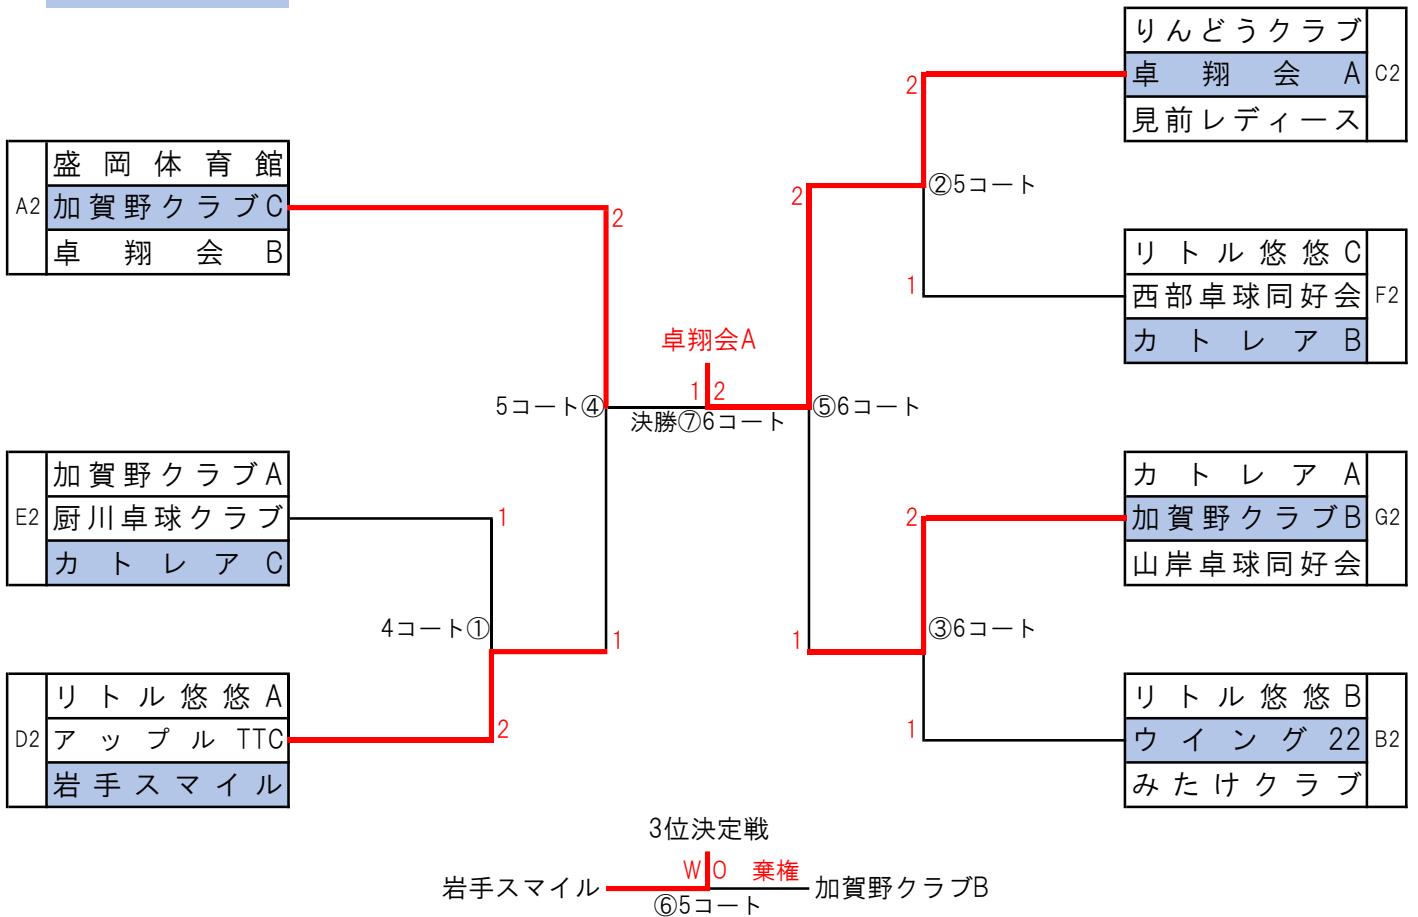 A2
盛岡体育館
加賀野クラブC
卓翔会B
E2
加賀野クラブA
厨川卓球クラブ
カトレアC
D2
リトル悠悠A
アップルTTC
岩手スマイル
2
5コート④
1
4コート①
2
1
卓翔会A
1 2
決勝⑦6コート
2
②5コート
1
2
⑤6コート
1
2
③6コート
1
りんどうクラブ
卓翔会A
見前レディース
C2
リトル悠悠C
西部卓球同好会
カトレアB
F2
カトレアA
加賀野クラブB
山岸卓球同好会
G2
リトル悠悠B
ウイング22
みたけクラブ
B2
3位決定戦
W O 棄権
岩手スマイル
加賀野クラブB
⑥5コート